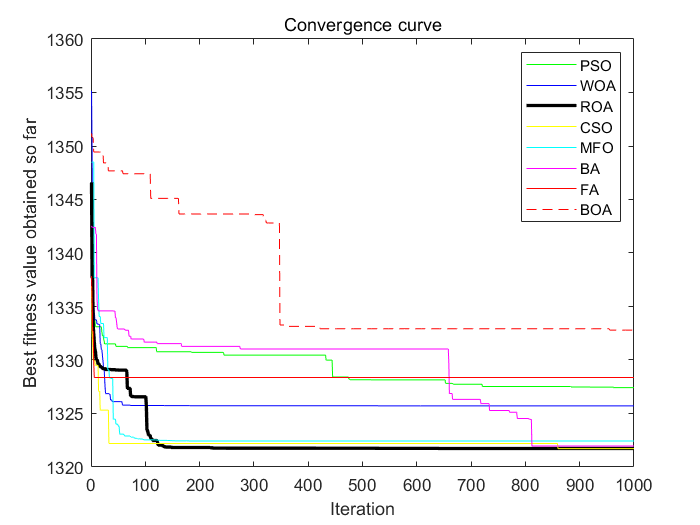 Convergence curve
Best fitness value obtained so far
1360
1355
1350
1345
1340
1335
1330
1325
1320
PSO
WOA
ROA
CSO
MFO
BA
FA
BOA
0 100 200 300 400 500 600 700 800 900 1000
Iteration